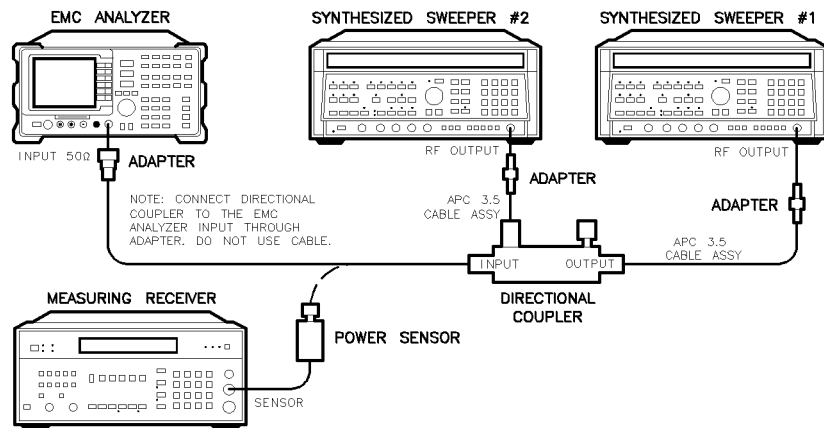 EMC ANALYZER
SYNTHESIZED SWEEPER #2
SYNTHESIZED SWEEPER #1
INPUT 50Ω
ADAPTER
RF OUTPUT
RF OUTPUT
ADAPTER
ADAPTER
NOTE: CONNECT DIRECTIONAL
COUPLER TO THE EMC
ANALYZER INPUT THROUGH
ADAPTER. DO NOT USE CABLE.
APC 3.5
CABLE ASSY
APC 3.5
CABLE ASSY
INPUT
OUTPUT
DIRECTIONAL
COUPLER
MEASURING RECEIVER
POWER SENSOR
SENSOR